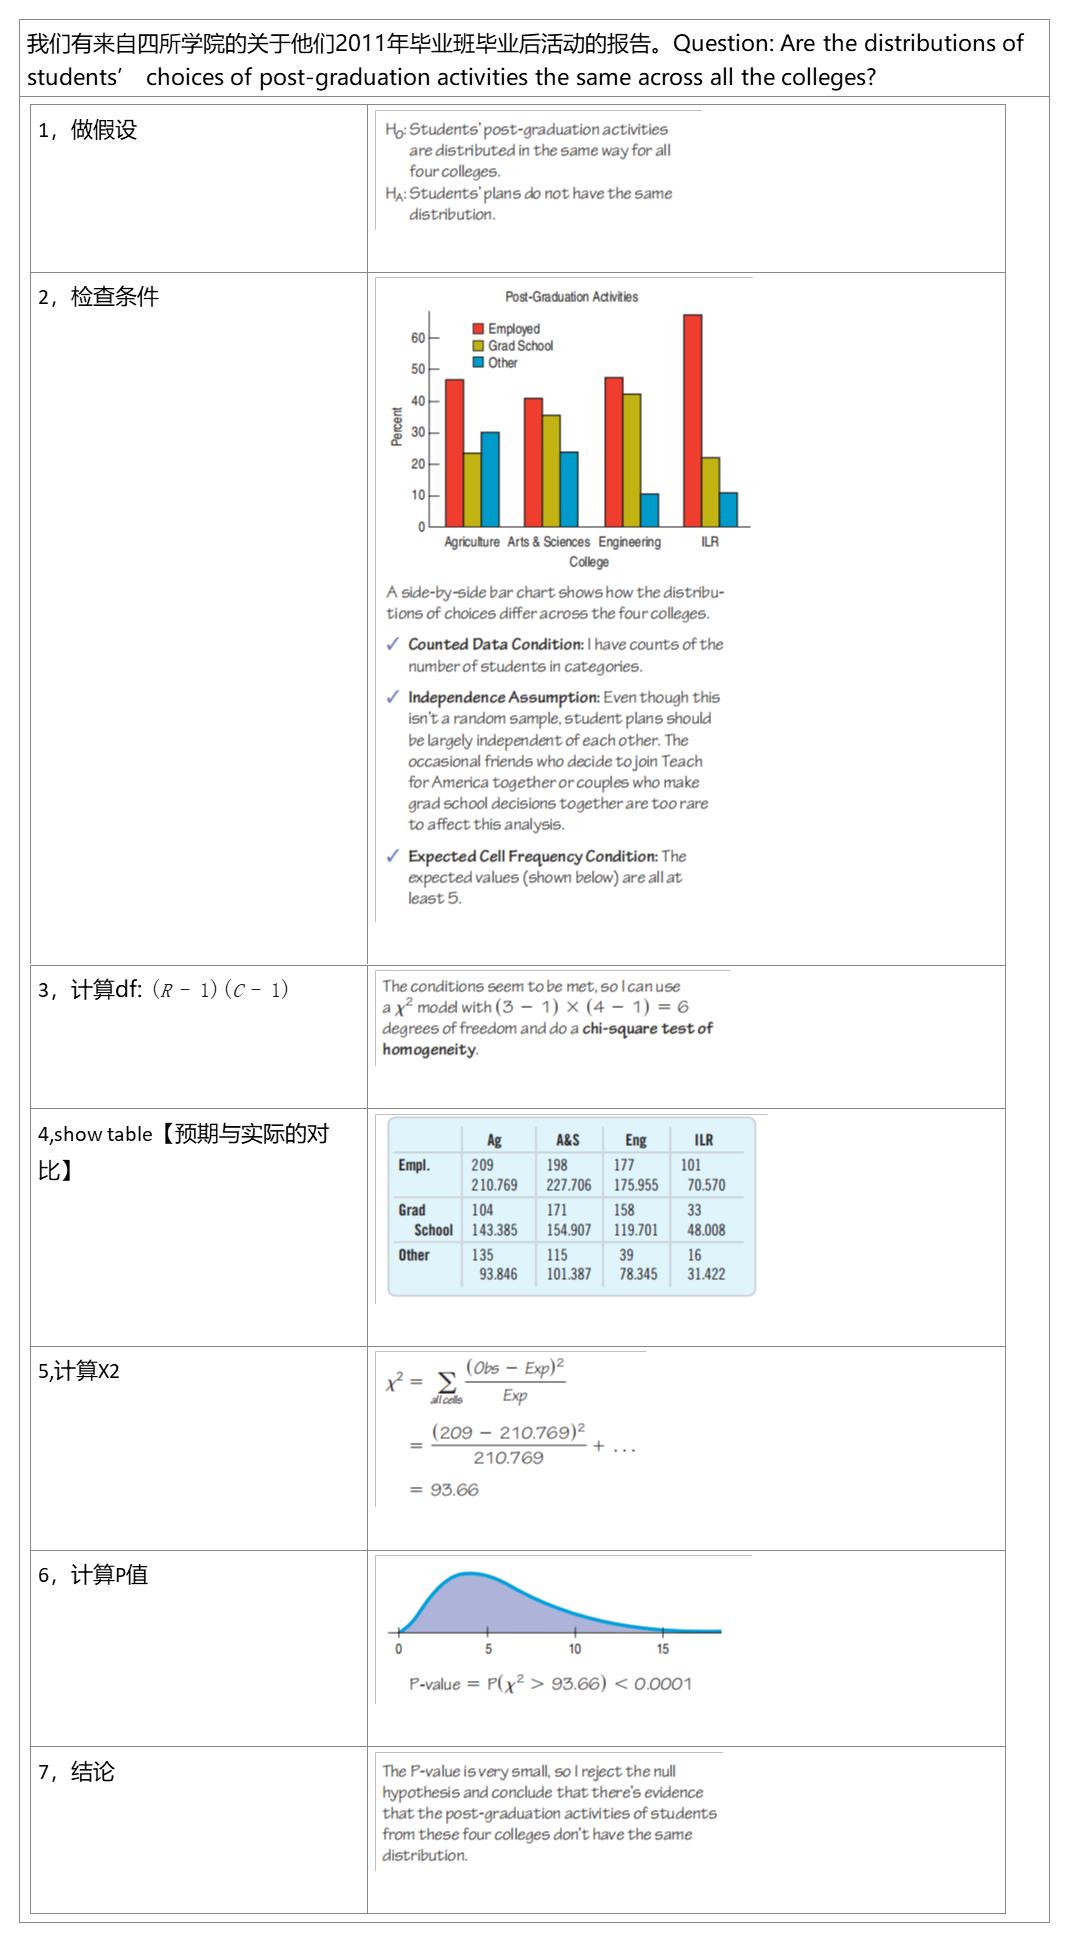 我们有来自四所学院的关于他们2011年毕业班毕业后活动的报告。Question: Are the distributions of
students’ choices of post-graduation activities the same across all the colleges?
1，做假设
H₀: Students' post-graduation activities
are distributed in the same way for all
four colleges.
Hₐ: Students' plans do not have the same
distribution.
2，检查条件
Post-Graduation Activities
Employed
Grad School
Other
60
50
40
30
20
10
0
Percent
Agriculture Arts & Sciences Engineering ILR
College
A side-by-side bar chart shows how the distribu-
tions of choices differ across the four colleges.
✓ Counted Data Condition: I have counts of the
number of students in categories.
✓ Independence Assumption: Even though this
isn't a random sample, student plans should
be largely independent of each other. The
occasional friends who decide to join Teach
for America together or couples who make
grad school decisions together are too rare
to affect this analysis.
✓ Expected Cell Frequency Condition: The
expected values (shown below) are all at
least 5.
3，计算df: (R − 1)(C − 1)
The conditions seem to be met, so I can use
a χ² model with (3 − 1) × (4 − 1) = 6
degrees of freedom and do a chi-square test of
homogeneity.
4,show table【预期与实际的对
比】
Ag A&S Eng ILR
Empl. 209 198 177 101
210.769 227.706 175.955 70.570
Grad 104 171 158 33
School 143.385 154.907 119.701 48.008
Other 135 115 39 16
93.846 101.387 78.345 31.422
5,计算X2
χ² = ∑ (Obs − Exp)² / Exp
all cells
= (209 − 210.769)² / 210.769 + ...
= 93.66
6，计算P值
0 5 10 15
P-value = P(χ² > 93.66) < 0.0001
7，结论
The P-value is very small, so I reject the null
hypothesis and conclude that there's evidence
that the post-graduation activities of students
from these four colleges don't have the same
distribution.